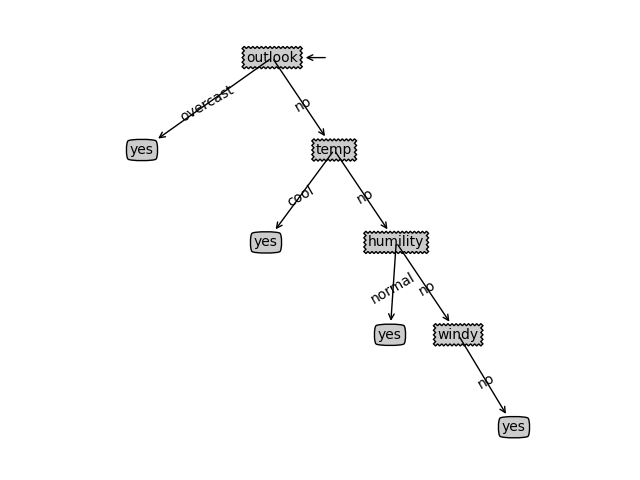 outlook
overcast
no
yes
temp
cool
no
yes
humility
normal
no
yes
windy
no
yes